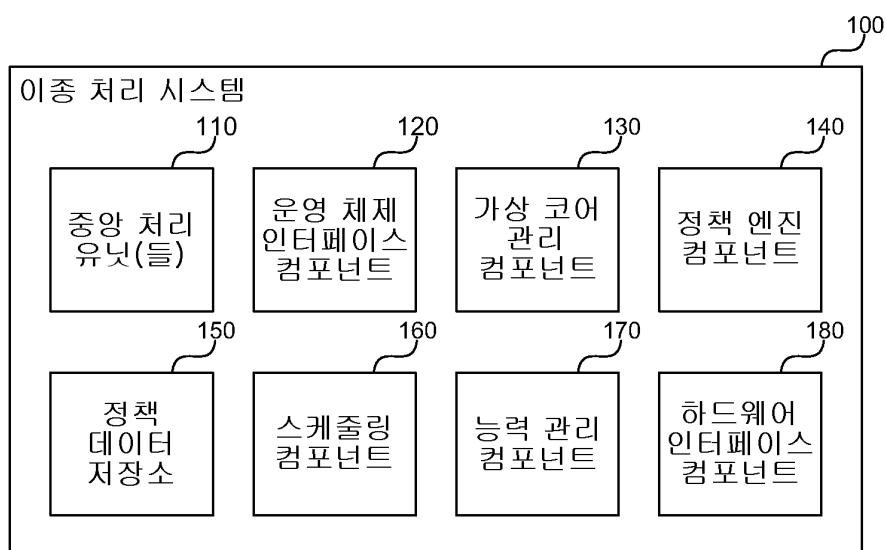 100
이종 처리 시스템
110
120
130
140
중앙 처리
유닛(들)
운영 체제
인터페이스
컴포넌트
가상 코어
관리
컴포넌트
정책 엔진
컴포넌트
150
160
170
180
정책
데이터
저장소
스케줄링
컴포넌트
능력 관리
컴포넌트
하드웨어
인터페이스
컴포넌트